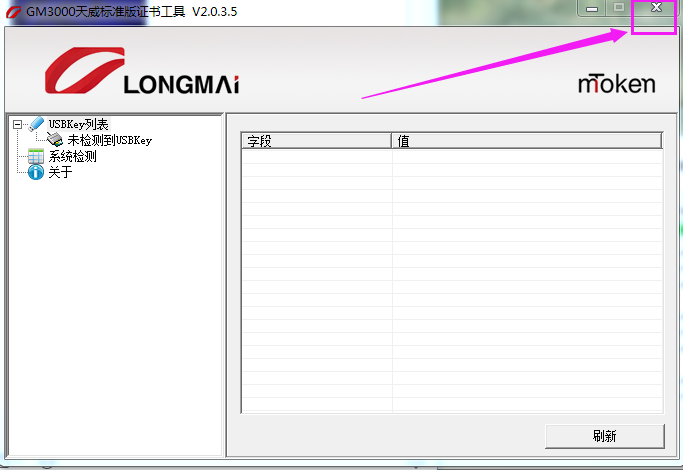 GM3000天威标准版证书工具 V2.0.3.5
LONGMAi
mToken
USBKey列表
未检测到USBKey
系统检测
关于
字段
值
刷新